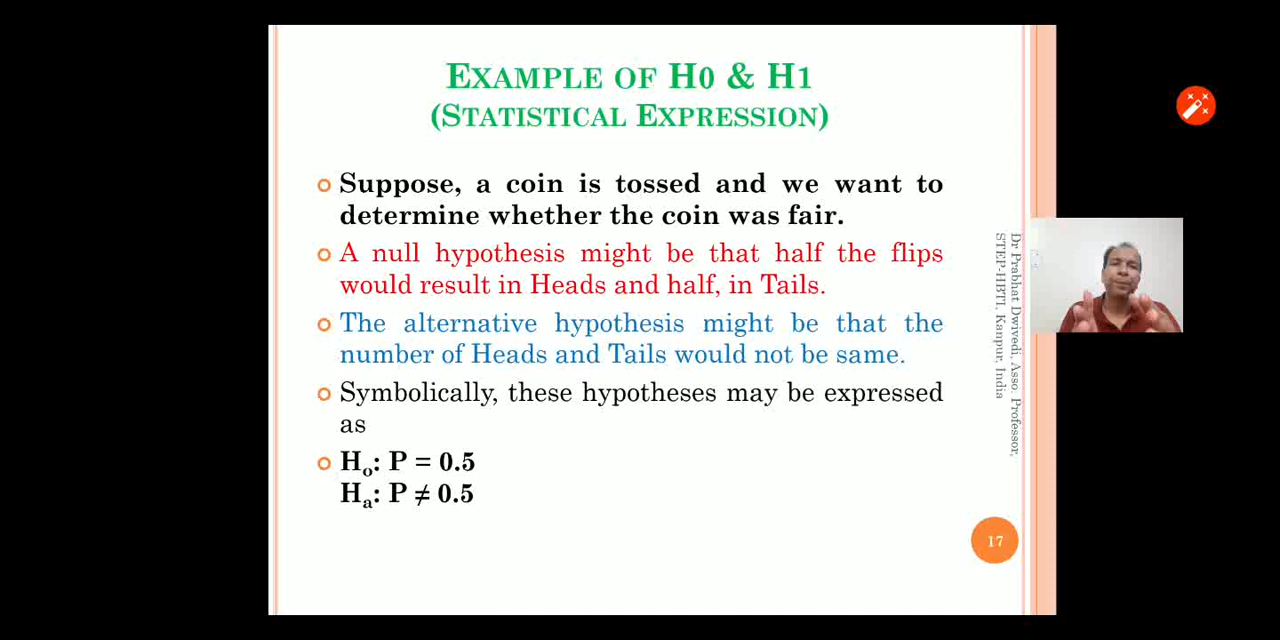 EXAMPLE OF H0 & H1
(STATISTICAL EXPRESSION)
Suppose, a coin is tossed and we want to
determine whether the coin was fair.
A null hypothesis might be that half the flips
would result in Heads and half, in Tails.
The alternative hypothesis might be that the
number of Heads and Tails would not be same.
Symbolically, these hypotheses may be expressed
as
Ho: P = 0.5
Ha: P ≠ 0.5
Dr Prabhat Dwivedi, Asso. Professor,
STEP-HBTI, Kanpur, India
17